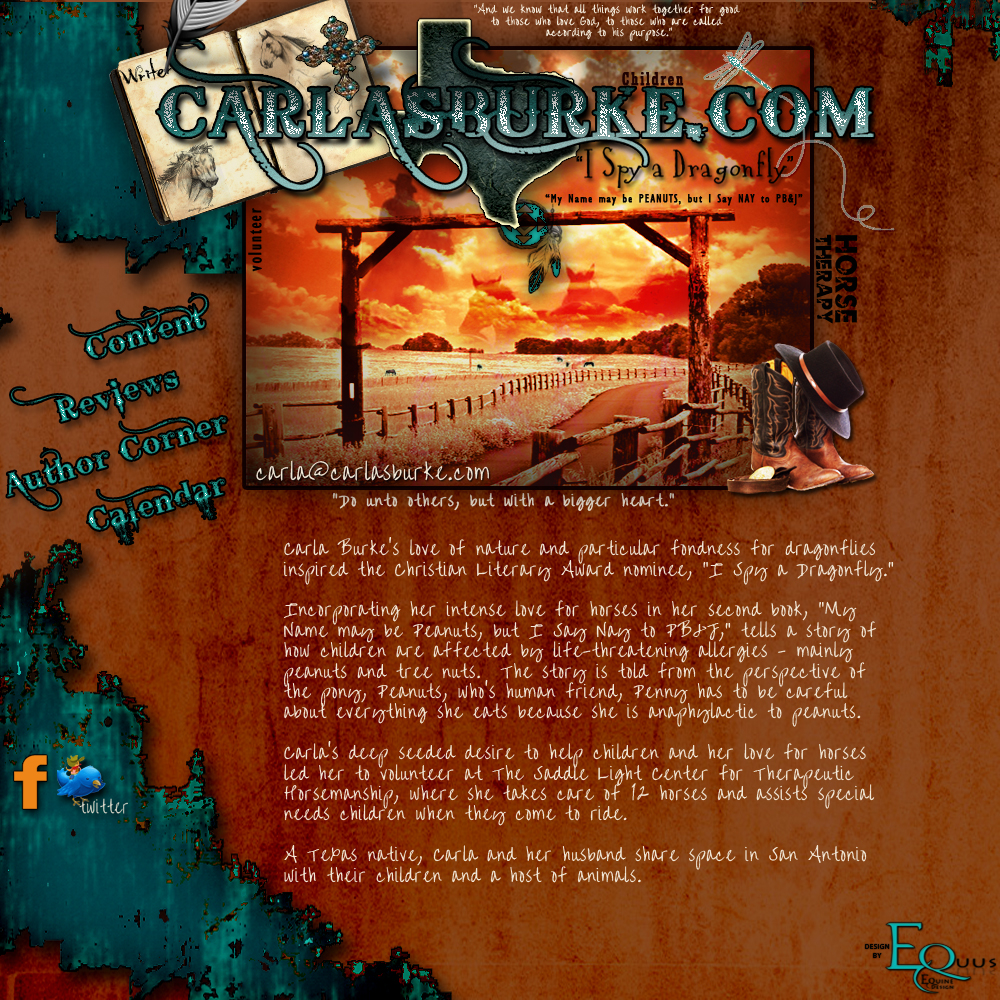 "And we know that all things work together for good
to those who love God, to those who are called
according to his purpose."
Writer
Children
CARLASBURKE.COM
"I Spy a Dragonfly"
"My Name may be PEANUTS, but I Say NAY to PB&J"
volunteer
HORSE
THERAPY
Content
Reviews
Author Corner
Calendar
carla@carlasburke.com
"Do unto others, but with a bigger heart."
Carla Burke's love of nature and particular fondness for dragonflies
inspired the Christian Literary Award nominee, "I Spy a Dragonfly."
Incorporating her intense love for horses in her second book, "My
Name may be Peanuts, but I Say Nay to PB&J," tells a story of
how children are affected by life-threatening allergies - mainly
peanuts and tree nuts. The story is told from the perspective of
the pony, Peanuts, who's human friend, Penny has to be careful
about everything she eats because she is anaphylactic to peanuts.
Carla's deep seeded desire to help children and her love for horses
led her to volunteer at The Saddle Light Center for Therapeutic
Horsemanship, where she takes care of 12 horses and assists special
needs children when they come to ride.
A Texas native, Carla and her husband share space in San Antonio
with their children and a host of animals.
f
twitter
DESIGN
BY
EQUUS
EQUINE
DESIGN